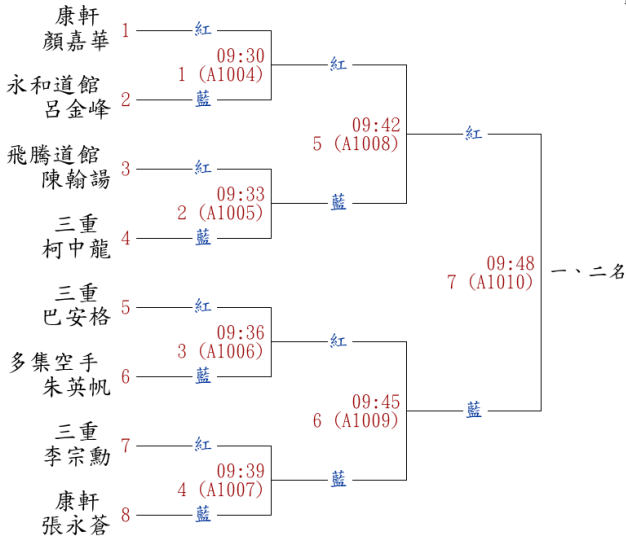 康軒
顏嘉華 1
紅
09:30
1 (A1004)
紅
永和道館
呂金峰 2
藍
09:42
5 (A1008)
紅
飛騰道館
陳翰諹 3
紅
09:33
2 (A1005)
藍
三重
柯中龍 4
藍
09:48
7 (A1010)
一、二名
三重
巴安格 5
紅
09:36
3 (A1006)
紅
多集空手
朱英帆 6
藍
09:45
6 (A1009)
藍
三重
李宗勳 7
紅
09:39
4 (A1007)
藍
康軒
張永蒼 8
藍